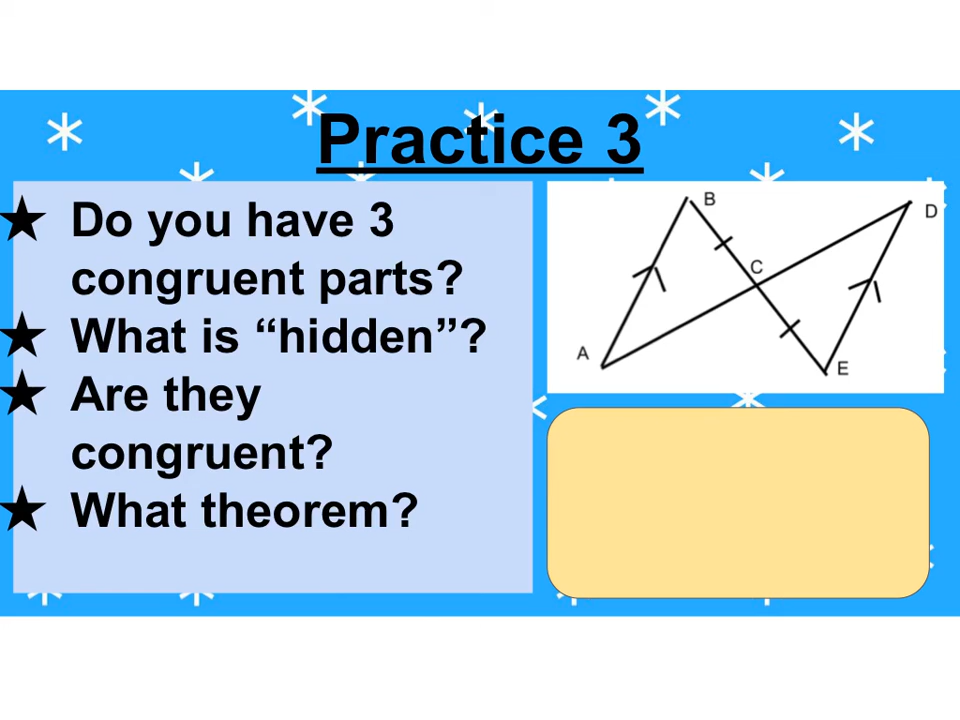 Practice 3
★ Do you have 3
congruent parts?
★ What is “hidden”?
★ Are they
congruent?
★ What theorem?
B
D
C
A
E